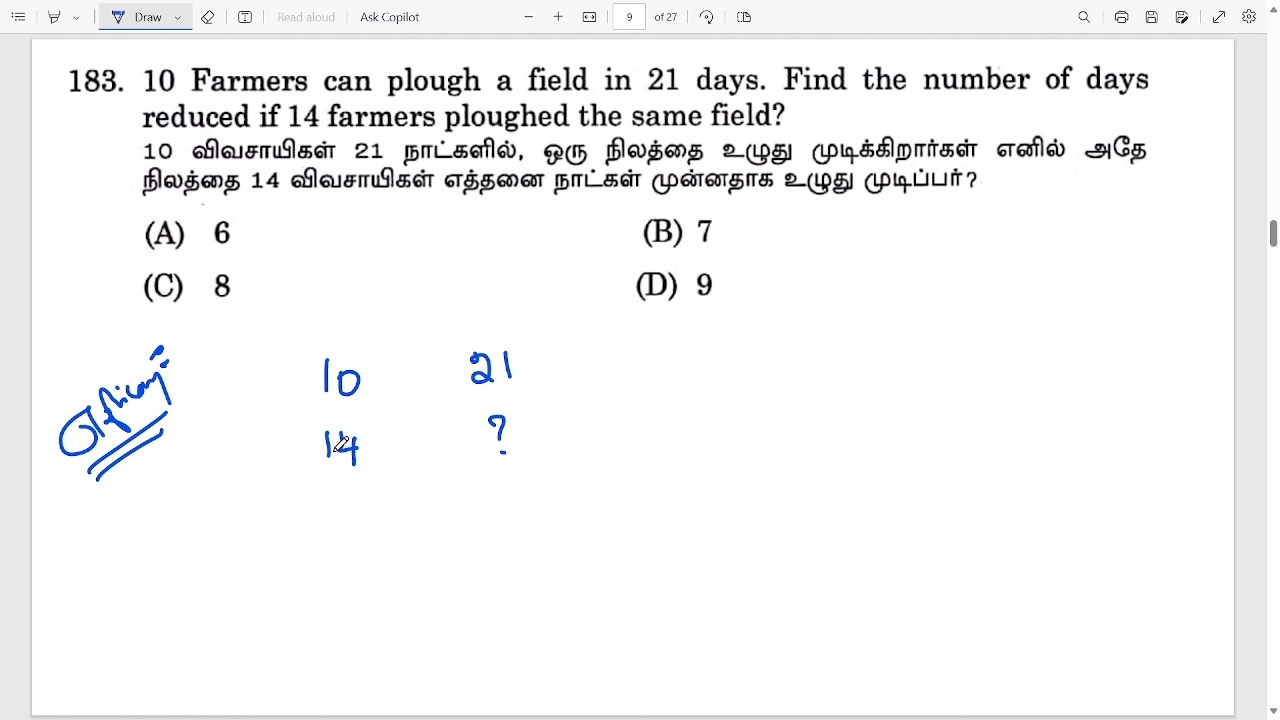 Draw
Read aloud
Ask Copilot
9 of 27
183. 10 Farmers can plough a field in 21 days. Find the number of days
reduced if 14 farmers ploughed the same field?
10 விவசாயிகள் 21 நாட்களில், ஒரு நிலத்தை உழுது முடிக்கிறார்கள் எனில் அதே
நிலத்தை 14 விவசாயிகள் எத்தனை நாட்கள் முன்னதாக உழுது முடிப்பர்?
(A) 6
(B) 7
(C) 8
(D) 9
10 21
14 ?